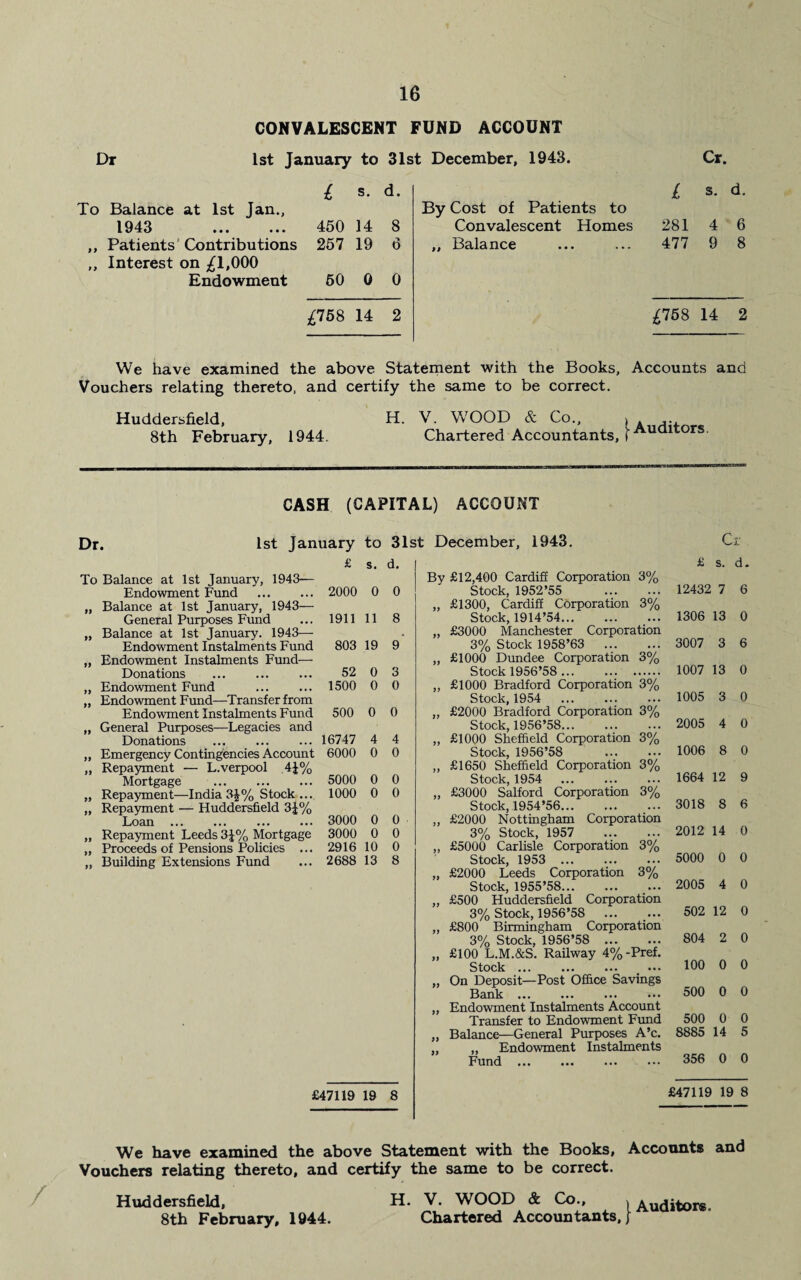 16
CONVALESCENT FUND ACCOUNT
Dr 1st January to 31st December, 1943. Cr.
£ s. d.
To Balance at 1st Jan.,
1943 ... ... 450 14 8
,, Patients' Contributions 257 19 6
,, Interest on £1,000
Endowment 50 0 0
£758 14 2
£ s. d.
By Cost of Patients to
Convalescent Homes 281 4 6
,, Balance ... ... 477 9 8
£758 14 2
We have examined the above Statement with the Books, Accounts and
Vouchers relating thereto, and certify the same to be correct.
Huddersfield, H. V. WOOD & Co., } Auditors.
8th February, 1944. Chartered Accountants,
CASH (CAPITAL) ACCOUNT
Dr. 1st January to 31st December, 1943. Cr
£ s. d.
To Balance at 1st January, 1943—
Endowment Fund ... ... 2000 0 0
,, Balance at 1st January, 1943—
General Purposes Fund ... 1911 11 8
,, Balance at 1st January. 1943—
Endowment Instalments Fund 803 19 9
,, Endowment Instalments Fund—
Donations ... ... ... 52 0 3
,, Endowment Fund ... ... 1500 0 0
,, Endowment Fund—Transfer from
Endowment Instalments Fund 500 0 0
,, General Purposes—Legacies and
Donations ... ... ... 16747 4 4
,, Emergency Contingencies Account 6000 0 0
,, Repayment — L.verpool 4¼%
Mortgage ... ... ... 5000 0 0
,, Repayment—India 3½% Stock ... 1000 0 0
,, Repayment — Huddersfield 3¼%
Loan ... ... ... ... 3000 0 0
,, Repayment Leeds 3¼% Mortgage 3000 0 0
,, Proceeds of Pensions Policies ... 2916 10 0
,, Building Extensions Fund ... 2688 13 8
£47119 19 8
£ s. d.
By £12,400 Cardiff Corporation 3%
Stock, 1952'55 ... ... 12432 7 6
,, £1300, Cardiff Corporation 3%
Stock, 1914'54... ... ... 1306 13 0
,, £3000 Manchester Corporation
3% Stock 1958'63 ... ... 3007 3 6
,, £1000 Dundee Corporation 3%
Stock 1956'58 ... ... ...... 1007 13 0
,, £1000 Bradford Corporation 3%
Stock, 1954 ... ... ... 1005 3 0
,, £2000 Bradford Corporation 3%
Stock, 1956'58... ... ... 2005 4 0
,, £1000 Sheffield Corporation 3%
Stock, 1956'58 ... ... 1006 8 0
,, £1650 Sheffield Corporation 3%
Stock, 1954 ... ... ... 1664 12 9
,, £3000 Salford Corporation 3%
Stock, 1954'56... ... ... 3018 8 6
,, £2000 Nottingham Corporation
3% Stock, 1957 ... ... 2012 14 0
,, £5000 Carlisle Corporation 3%
Stock, 1953 ... ... ... 5000 0 0
,, £2000 Leeds Corporation 3%
Stock, 1955'58... ... ... 2005 4 0
,, £500 Huddersfield Corporation
3% Stock, 1956'58 ... ... 502 12 0
,, £800 Birmingham Corporation
3% Stock, 1956'58 ... ... 804 2 0
,, £100 L.M.&S. Railway 4%-Pref.
Stock ... ... ... ... 100 0 0
,, On Deposit—Post Office Savings
Bank ... ... ... ... 500 0 0
,, Endowment Instalments Account
Transfer to Endowment Fund 500 0 0
,, Balance—General Purposes A'c. 8885 14 5
,, ,, Endowment Instalments
Fund ... ... ... ... 356 0 0
£47119 19 8
We have examined the above Statement with the Books, Accounts and
Vouchers relating thereto, and certify the same to be correct.
Huddersfield, H. V. WOOD & Co., } Auditors.
8th February, 1944. Chartered Accountants,